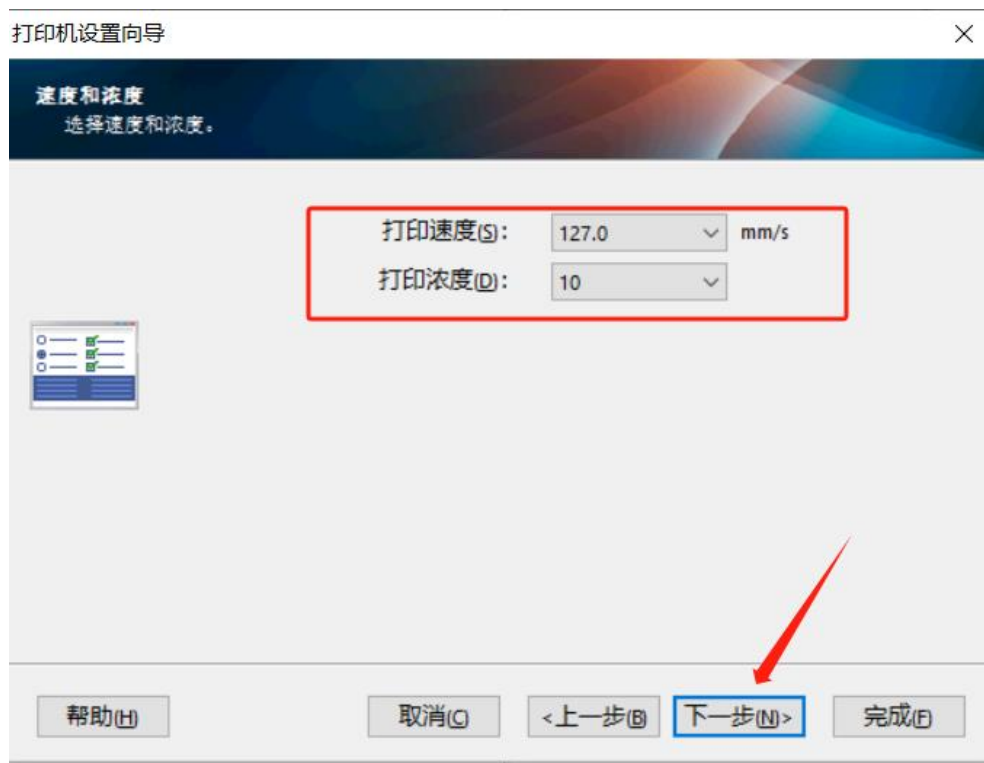 打印机设置向导
速度和浓度
选择速度和浓度。
打印速度(S): 127.0 mm/s
打印浓度(D): 10
帮助(H) 取消(C) <上一步(B) 下一步(N)> 完成(F)